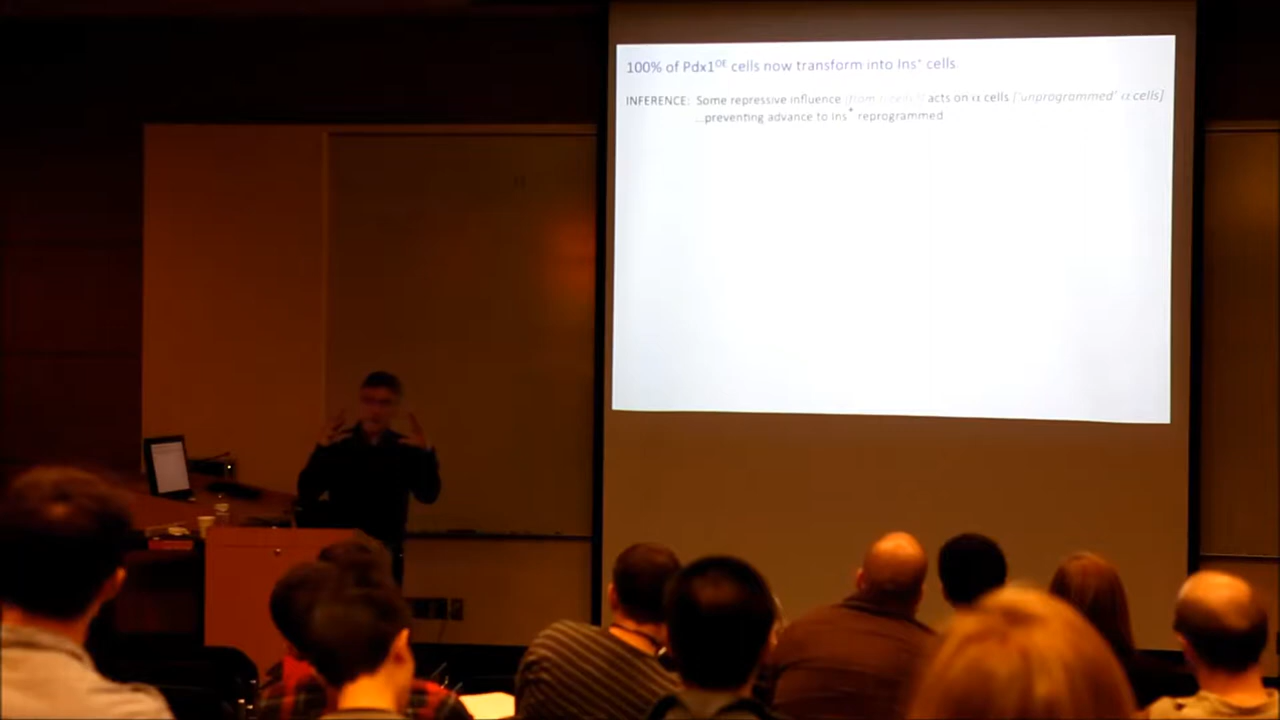 100% of Pdx1ᴼᴱ cells now transform into Ins⁺ cells
INFERENCE: Some repressive influence acts on α cells ['unprogrammed' α cells]
...preventing advance to Ins⁺ reprogrammed